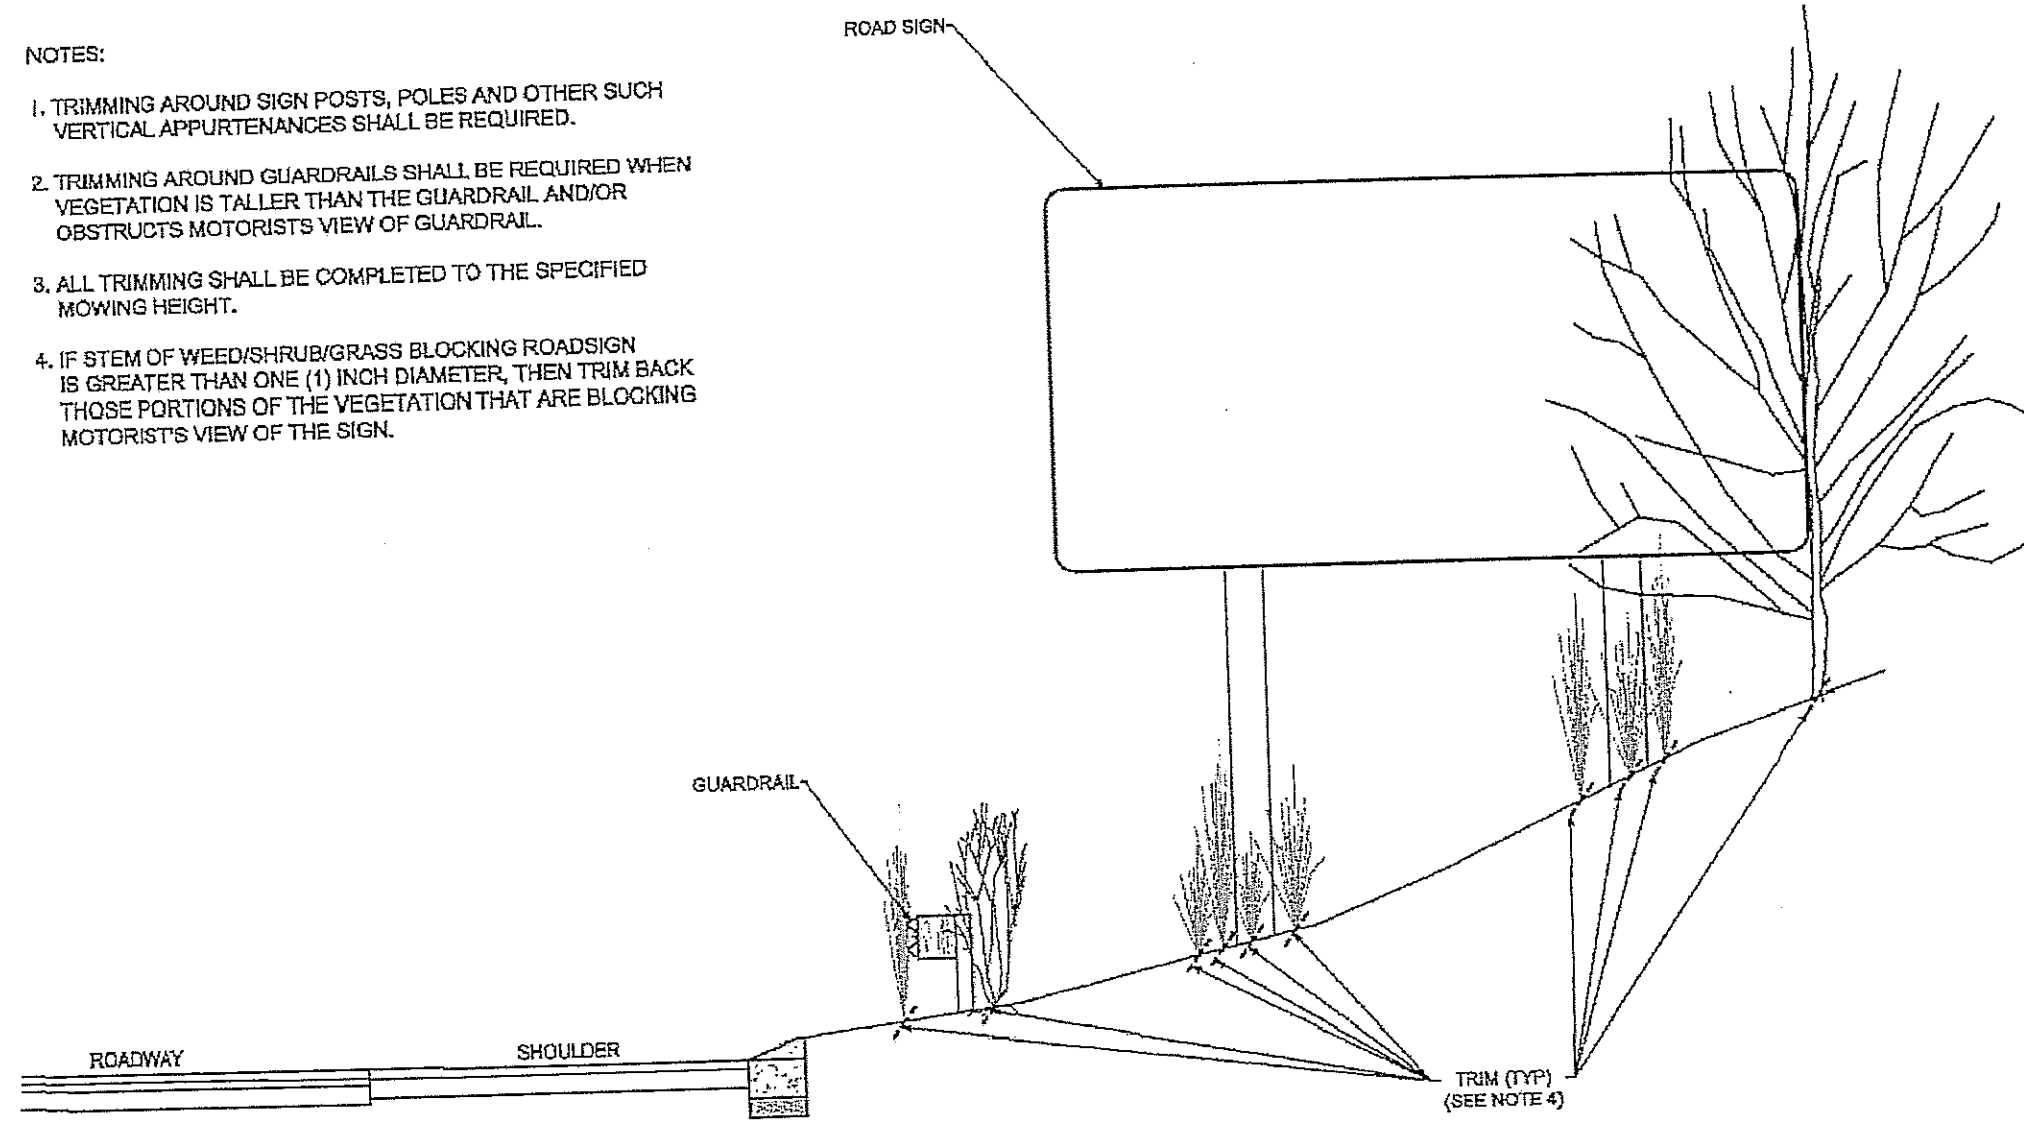 NOTES:
1. TRIMMING AROUND SIGN POSTS, POLES AND OTHER SUCH
VERTICAL APPURTENANCES SHALL BE REQUIRED.
2. TRIMMING AROUND GUARDRAILS SHALL BE REQUIRED WHEN
VEGETATION IS TALLER THAN THE GUARDRAIL AND/OR
OBSTRUCTS MOTORISTS VIEW OF GUARDRAIL.
3. ALL TRIMMING SHALL BE COMPLETED TO THE SPECIFIED
MOWING HEIGHT.
4. IF STEM OF WEED/SHRUB/GRASS BLOCKING ROADSIGN
IS GREATER THAN ONE (1) INCH DIAMETER, THEN TRIM BACK
THOSE PORTIONS OF THE VEGETATION THAT ARE BLOCKING
MOTORIST'S VIEW OF THE SIGN.
ROAD SIGN
GUARDRAIL
ROADWAY
SHOULDER
TRIM (TYP)
(SEE NOTE 4)